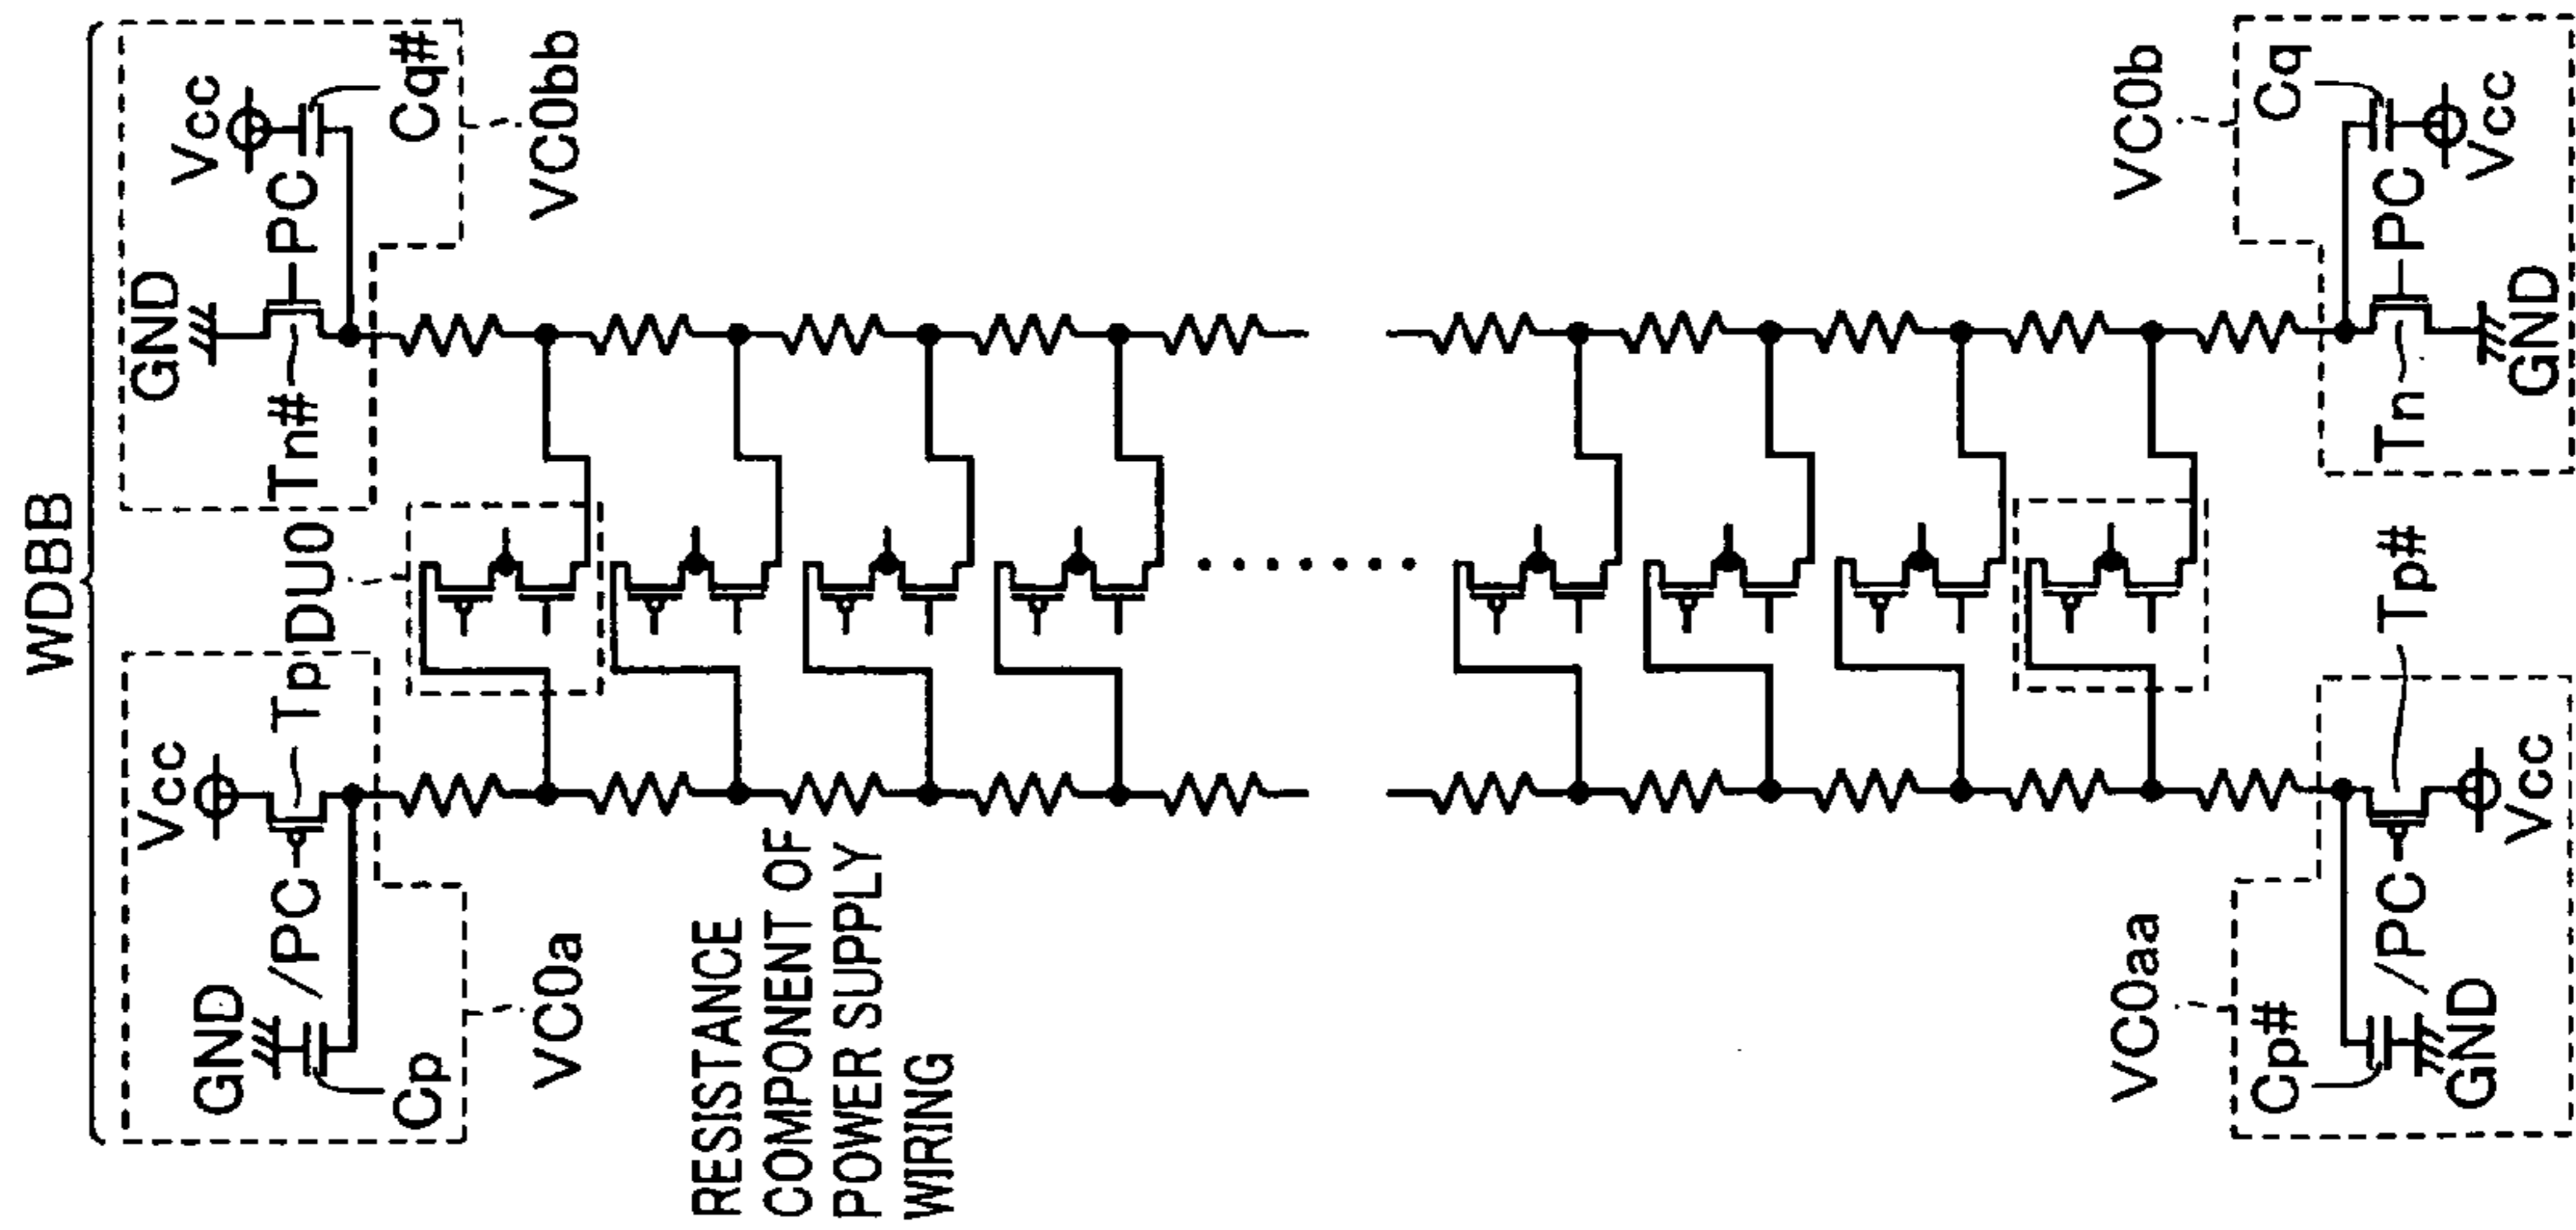 WDBB
Vcc
Tp
/PC
GND
Cp
VC0a
DU0
GND
Tn#
PC
Vcc
Cq#
VC0bb
RESISTANCE
COMPONENT OF
POWER SUPPLY
WIRING
VC0aa
Cp#
/PC
GND
Vcc
Tp#
VC0b
Cq
PC
Vcc
Tn
GND